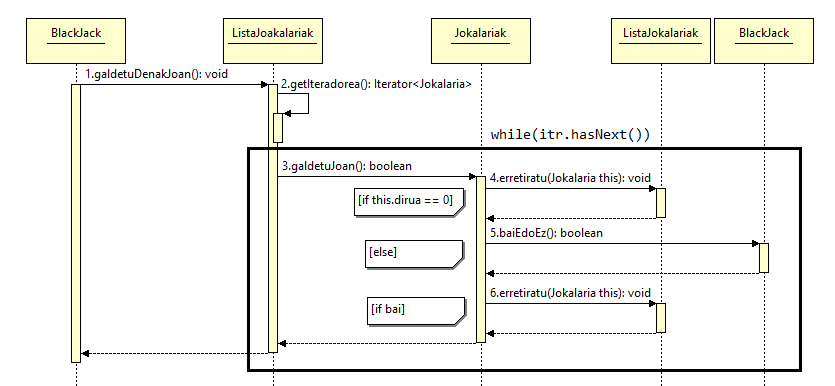 BlackJack
ListaJoakalariak
Jokalariak
ListaJokalariak
BlackJack
1.galdetuDenakJoan(): void
2.getIteradorea(): Iterator<Jokalaria>
while(itr.hasNext())
3.galdetuJoan(): boolean
4.erretiratu(Jokalaria this): void
[if this.dirua == 0]
5.baiEdoEz(): boolean
[else]
6.erretiratu(Jokalaria this): void
[if bai]